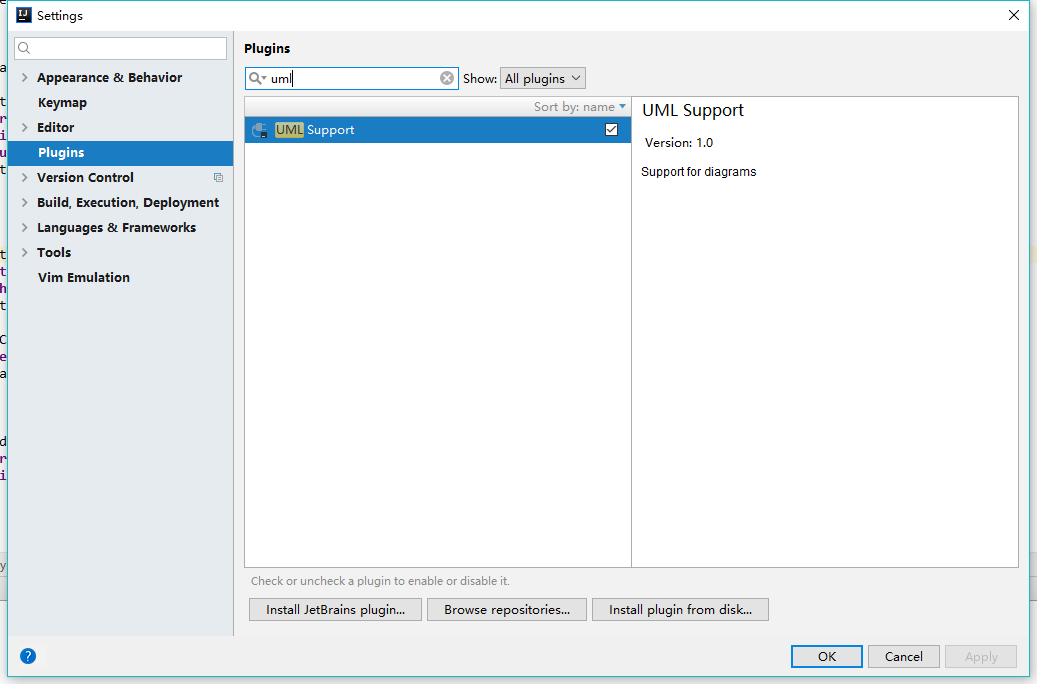 Settings
Plugins
Appearance & Behavior
Keymap
Editor
Plugins
Version Control
Build, Execution, Deployment
Languages & Frameworks
Tools
Vim Emulation
uml
Show: All plugins
Sort by: name
UML Support
UML Support
Version: 1.0
Support for diagrams
Check or uncheck a plugin to enable or disable it.
Install JetBrains plugin...
Browse repositories...
Install plugin from disk...
?
OK
Cancel
Apply